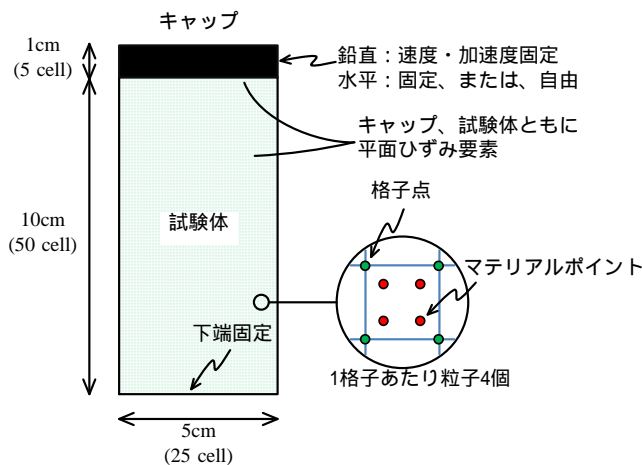 キャップ
1cm
(5 cell)
鉛直：速度・加速度固定
水平：固定、または、自由
キャップ、試験体ともに
平面ひずみ要素
10cm
(50 cell)
試験体
格子点
マテリアルポイント
下端固定
1格子あたり粒子4個
5cm
(25 cell)